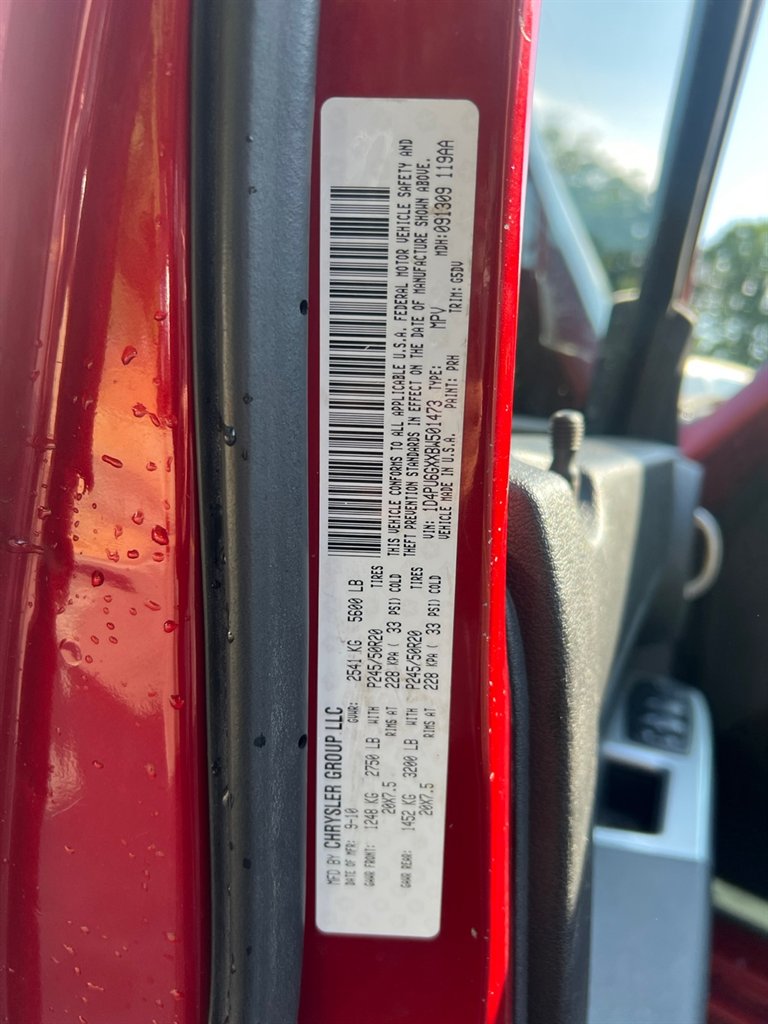 MFD BY CHRYSLER GROUP LLC
DATE OF MFR: 9-10 GVWR: 2541 KG 5600 LB
GAWR FRONT: 1248 KG 2750 LB WITH P245/50R20 TIRES
20X7.5 RIMS AT 228 KPA ( 33 PSI) COLD
GAWR REAR: 1452 KG 3200 LB WITH P245/50R20 TIRES
20X7.5 RIMS AT 228 KPA ( 33 PSI) COLD
THIS VEHICLE CONFORMS TO ALL APPLICABLE U.S.A. FEDERAL MOTOR VEHICLE SAFETY AND
THEFT PREVENTION STANDARDS IN EFFECT ON THE DATE OF MANUFACTURE SHOWN ABOVE.
VIN: 1D4PU6GXXBW501473 TYPE: MPV MDH:091309 119AA
VEHICLE MADE IN U.S.A. PAINT: PRH TRIM: G5DV